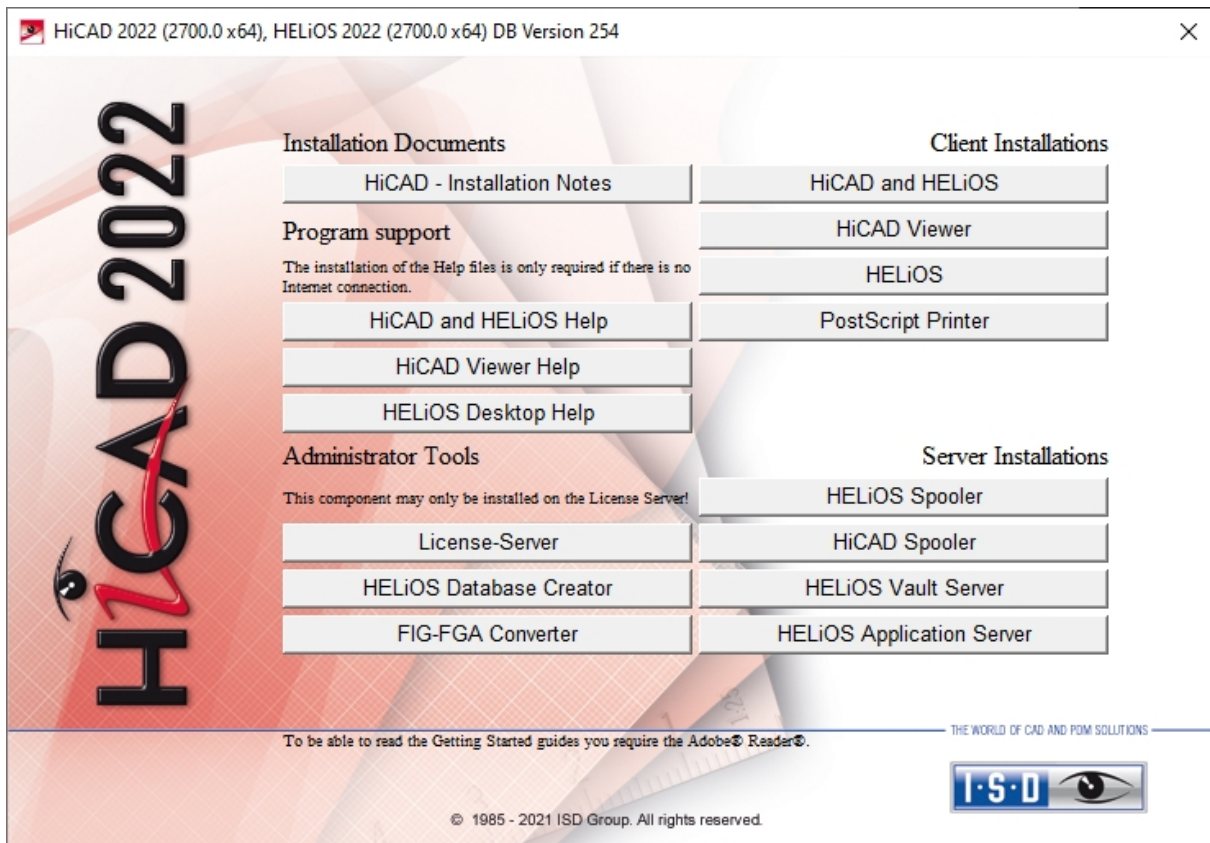 HiCAD 2022 (2700.0 x64), HELiOS 2022 (2700.0 x64) DB Version 254
HiCAD 2022
Installation Documents
HiCAD - Installation Notes
Program support
The installation of the Help files is only required if there is no
Internet connection.
HiCAD and HELiOS Help
HiCAD Viewer Help
HELiOS Desktop Help
Administrator Tools
This component may only be installed on the License Server!
License-Server
HELiOS Database Creator
FIG-FGA Converter
Client Installations
HiCAD and HELiOS
HiCAD Viewer
HELiOS
PostScript Printer
Server Installations
HELiOS Spooler
HiCAD Spooler
HELiOS Vault Server
HELiOS Application Server
1:25
To be able to read the Getting Started guides you require the Adobe® Reader®.
THE WORLD OF CAD AND PDM SOLUTIONS
I·S·D
© 1985 - 2021 ISD Group. All rights reserved.